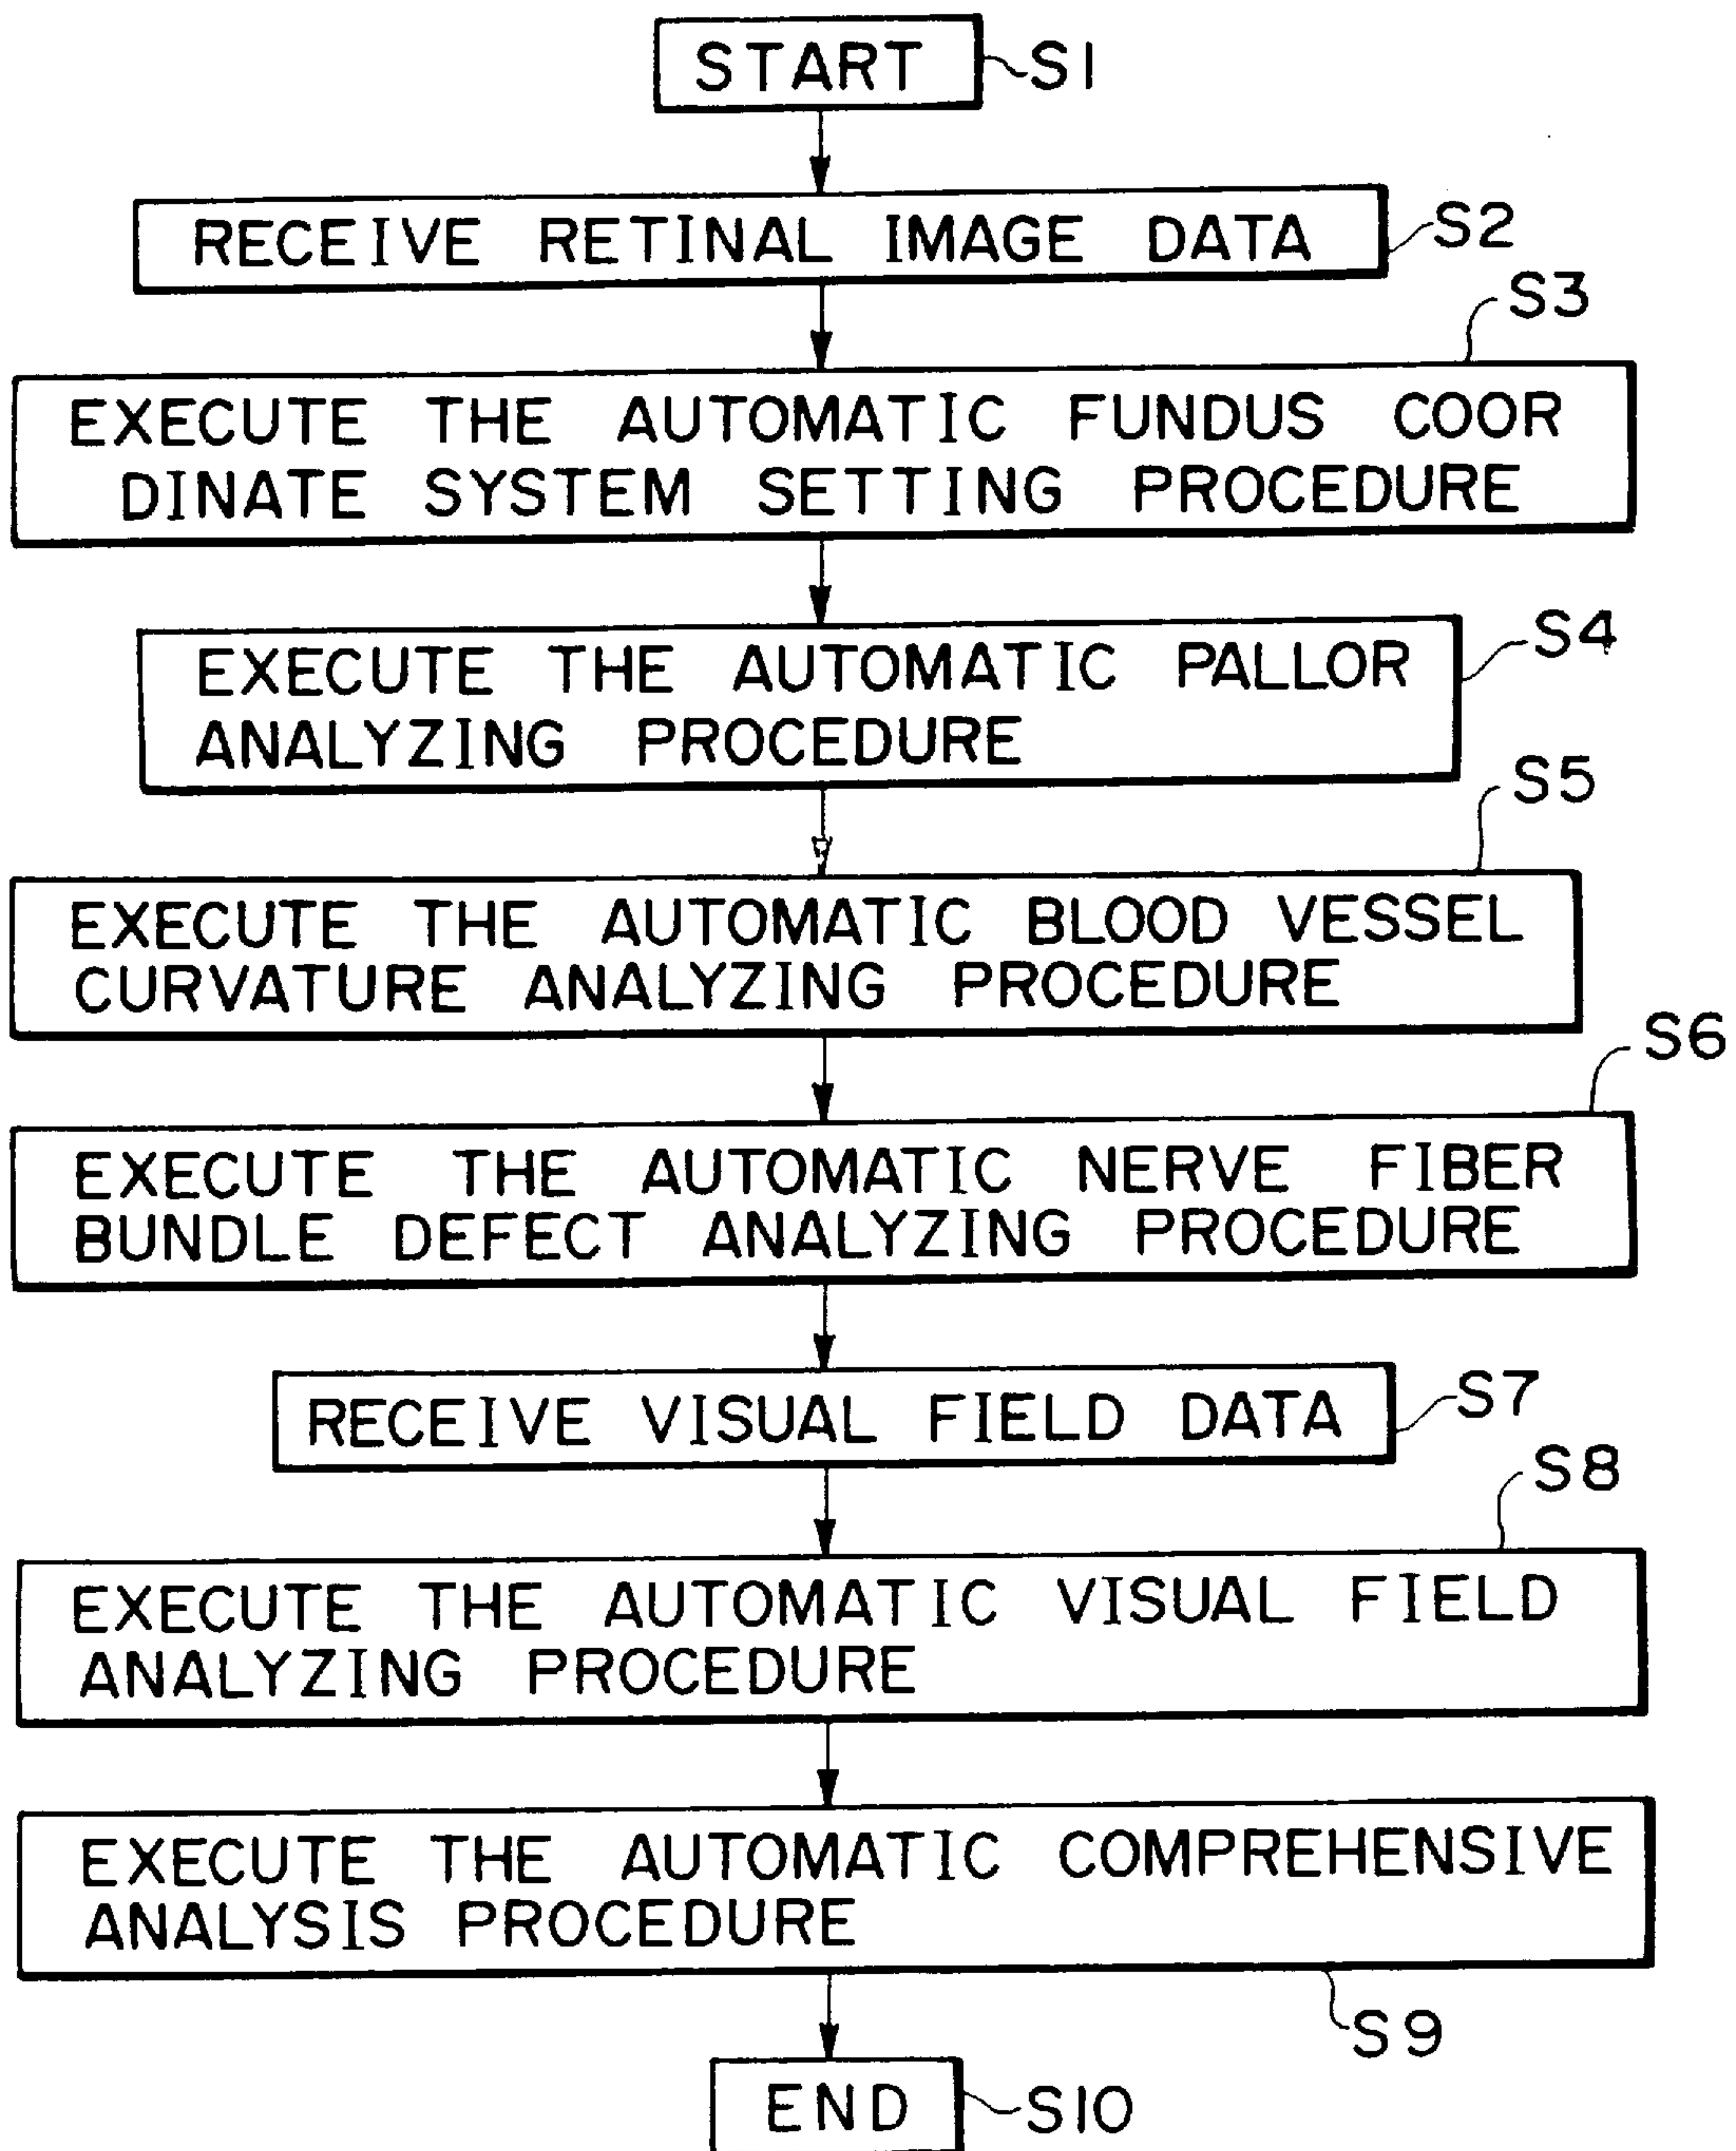 START S1
RECEIVE RETINAL IMAGE DATA S2
S3
EXECUTE THE AUTOMATIC FUNDUS COOR
DINATE SYSTEM SETTING PROCEDURE
S4
EXECUTE THE AUTOMATIC PALLOR
ANALYZING PROCEDURE
S5
EXECUTE THE AUTOMATIC BLOOD VESSEL
CURVATURE ANALYZING PROCEDURE
S6
EXECUTE THE AUTOMATIC NERVE FIBER
BUNDLE DEFECT ANALYZING PROCEDURE
RECEIVE VISUAL FIELD DATA S7
S8
EXECUTE THE AUTOMATIC VISUAL FIELD
ANALYZING PROCEDURE
EXECUTE THE AUTOMATIC COMPREHENSIVE
ANALYSIS PROCEDURE
S9
END S10